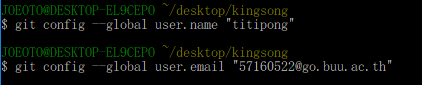 JOEOTO@DESKTOP-EL9CEPO ~/desktop/kingsong
$ git config --global user.name "titipong"
JOEOTO@DESKTOP-EL9CEPO ~/desktop/kingsong
$ git config --global user.email "57160522@go.buu.ac.th"